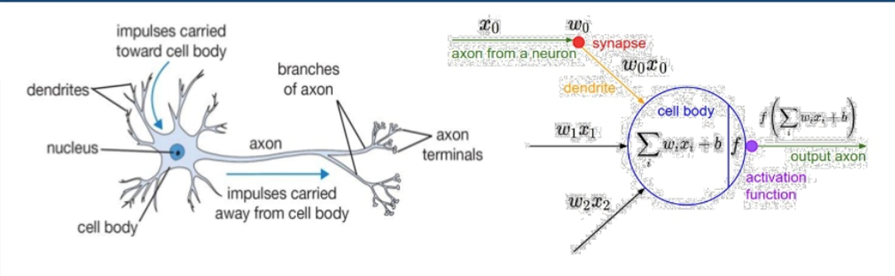 impulses carried
toward cell body
dendrites
nucleus
cell body
axon
impulses carried
away from cell body
branches
of axon
axon
terminals
x₀
w₀
synapse
axon from a neuron
w₀x₀
dendrite
cell body
w₁x₁
∑ᵢ wᵢxᵢ + b
f
f(∑ᵢ wᵢxᵢ + b)
output axon
activation
function
w₂x₂